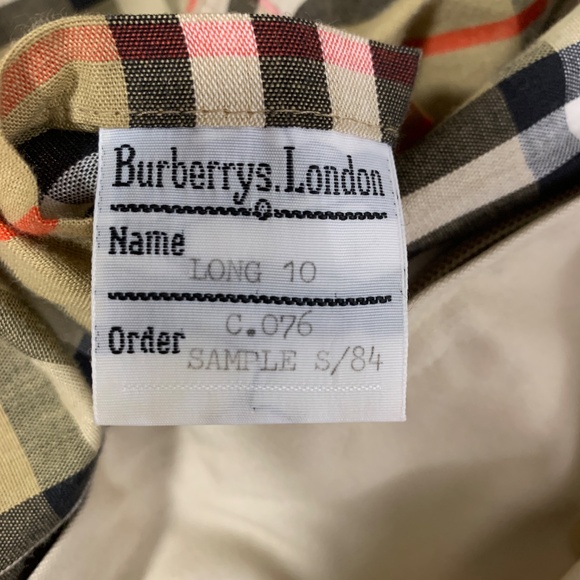 Burberrys.London
Name
LONG 10
C.076
Order
SAMPLE S/84